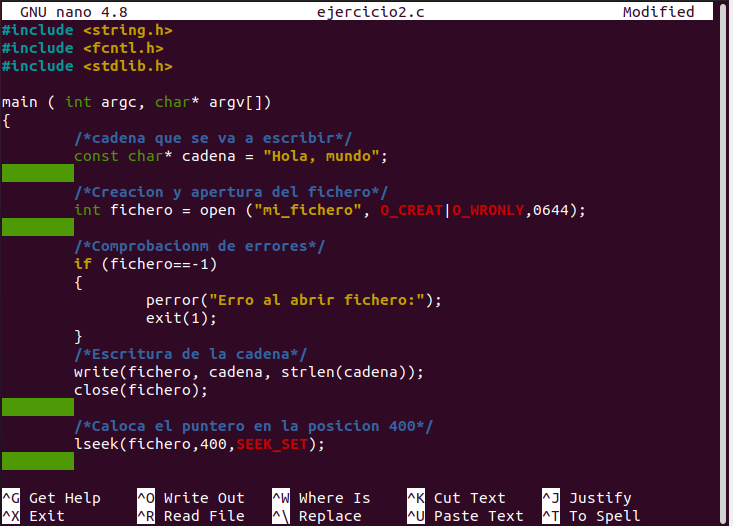 GNU nano 4.8 ejercicio2.c Modified
#include <string.h>
#include <fcntl.h>
#include <stdlib.h>
main ( int argc, char* argv[])
{
/*cadena que se va a escribir*/
const char* cadena = "Hola, mundo";
/*Creacion y apertura del fichero*/
int fichero = open ("mi_fichero", O_CREAT|O_WRONLY,0644);
/*Comprobacionm de errores*/
if (fichero==-1)
{
perror("Erro al abrir fichero:");
exit(1);
}
/*Escritura de la cadena*/
write(fichero, cadena, strlen(cadena));
close(fichero);
/*Caloca el puntero en la posicion 400*/
lseek(fichero,400,SEEK_SET);
^G Get Help ^O Write Out ^W Where Is ^K Cut Text ^J Justify
^X Exit ^R Read File ^\ Replace ^U Paste Text ^T To Spell